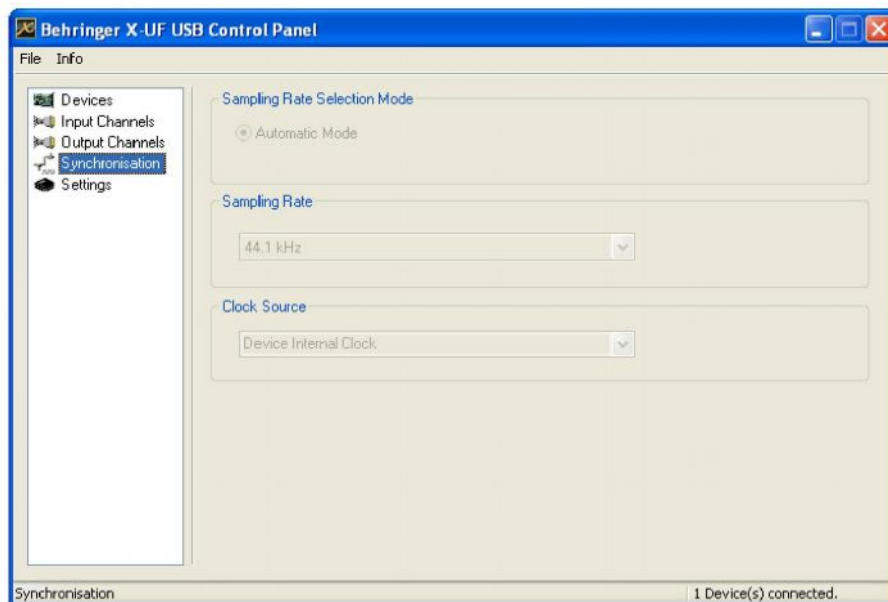 Behringer X-UF USB Control Panel
File Info
Devices
Input Channels
Output Channels
Synchronisation
Settings
Sampling Rate Selection Mode
Automatic Mode
Sampling Rate
44.1 kHz
Clock Source
Device Internal Clock
Synchronisation
1 Device(s) connected.